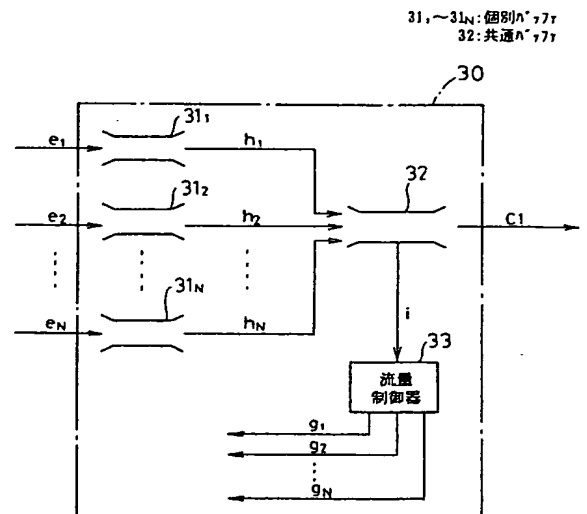 31₁~31N:個別バッファ
32:共通バッファ
30
31₁
e₁
h₁
31₂
32
e₂
h₂
C1
31N
eN
hN
i
33
流量
制御器
g₁
g₂
gN